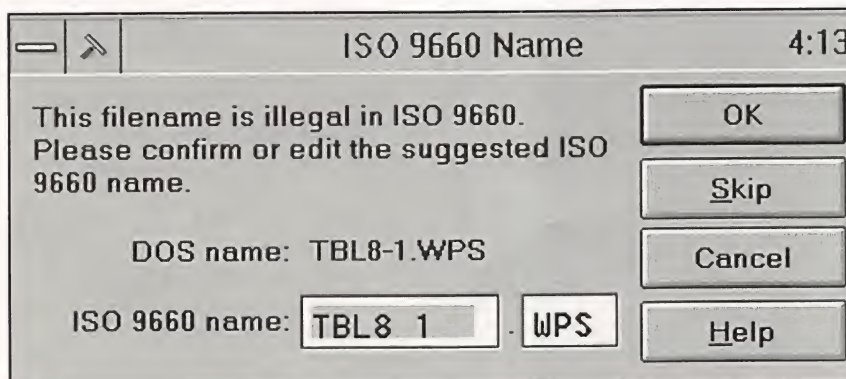 ISO 9660 Name 4:13
This filename is illegal in ISO 9660.
Please confirm or edit the suggested ISO
9660 name.
OK
Skip
Cancel
Help
DOS name: TBL8-1.WPS
ISO 9660 name: TBL8 1 . WPS